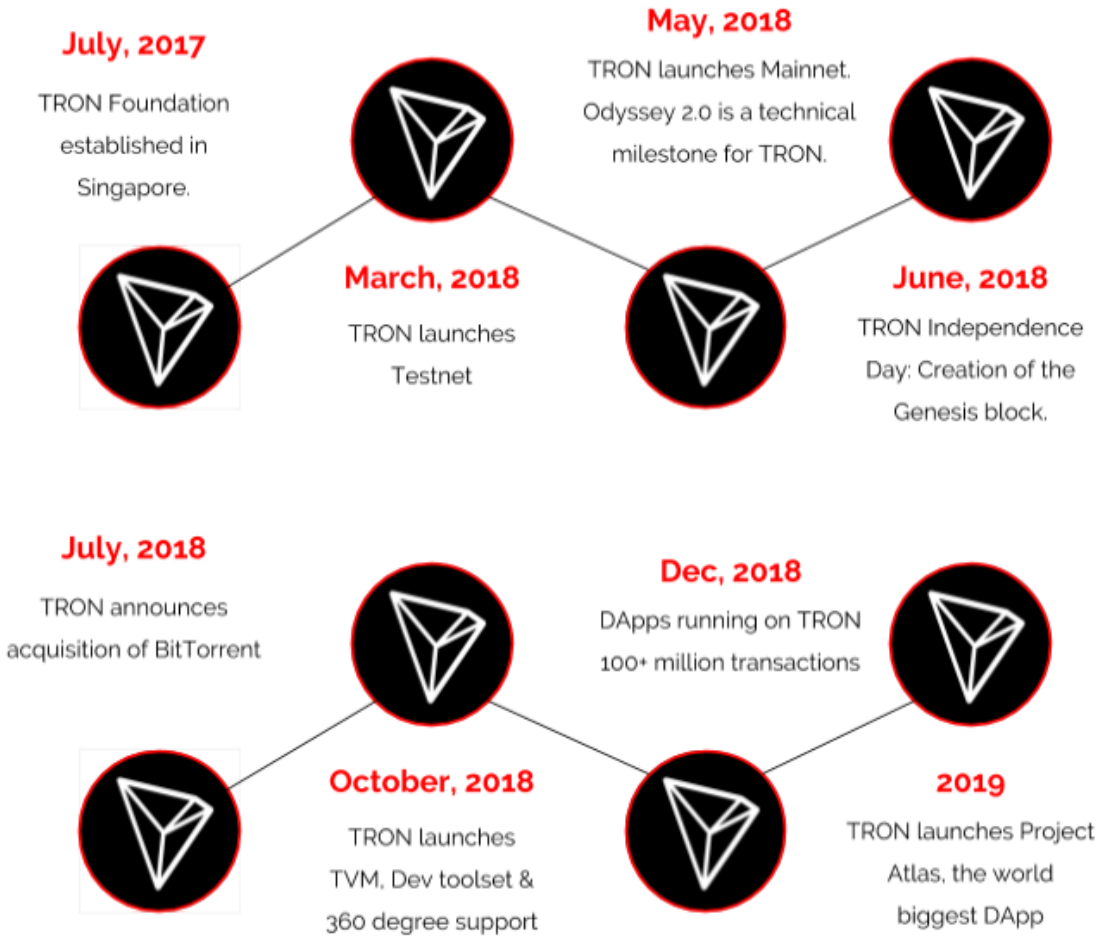 July, 2017
TRON Foundation
established in
Singapore.
March, 2018
TRON launches
Testnet
May, 2018
TRON launches Mainnet.
Odyssey 2.0 is a technical
milestone for TRON.
June, 2018
TRON Independence
Day: Creation of the
Genesis block.
July, 2018
TRON announces
acquisition of BitTorrent
October, 2018
TRON launches
TVM, Dev toolset &
360 degree support
Dec, 2018
DApps running on TRON
100+ million transactions
2019
TRON launches Project
Atlas, the world
biggest DApp